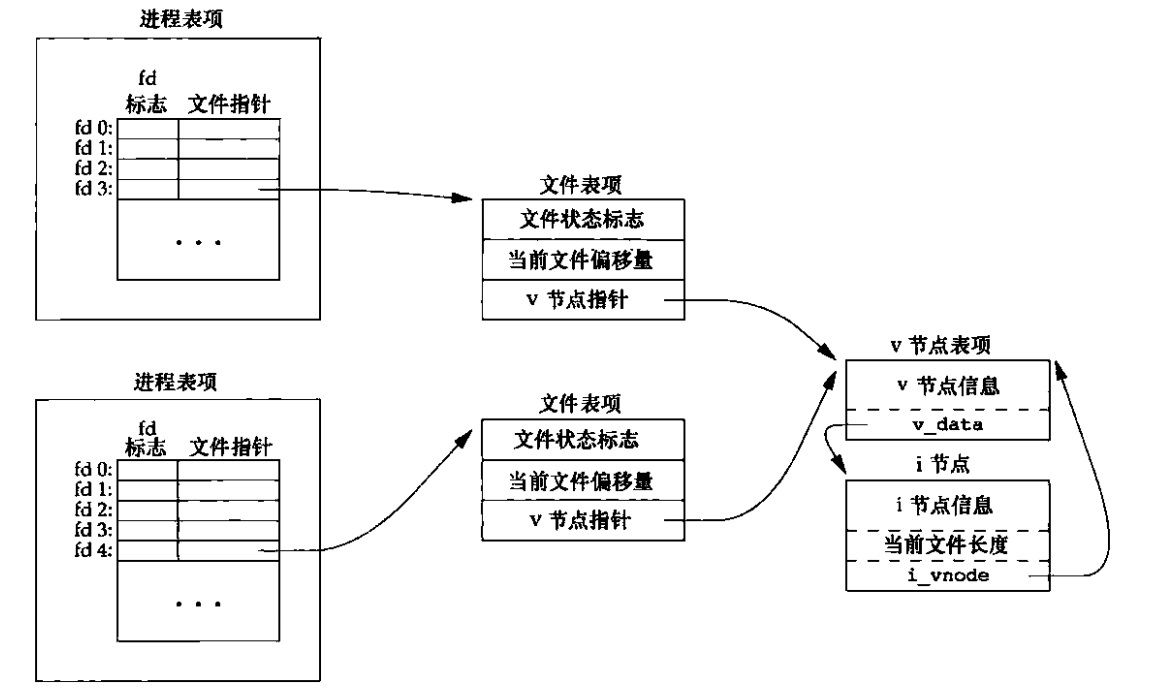 进程表项
fd
标志 文件指针
fd 0:
fd 1:
fd 2:
fd 3:
· · ·
文件表项
文件状态标志
当前文件偏移量
v 节点指针
进程表项
fd
标志 文件指针
fd 0:
fd 1:
fd 2:
fd 3:
fd 4:
· · ·
文件表项
文件状态标志
当前文件偏移量
v 节点指针
v 节点表项
v 节点信息
v_data
i 节点
i 节点信息
当前文件长度
i_vnode